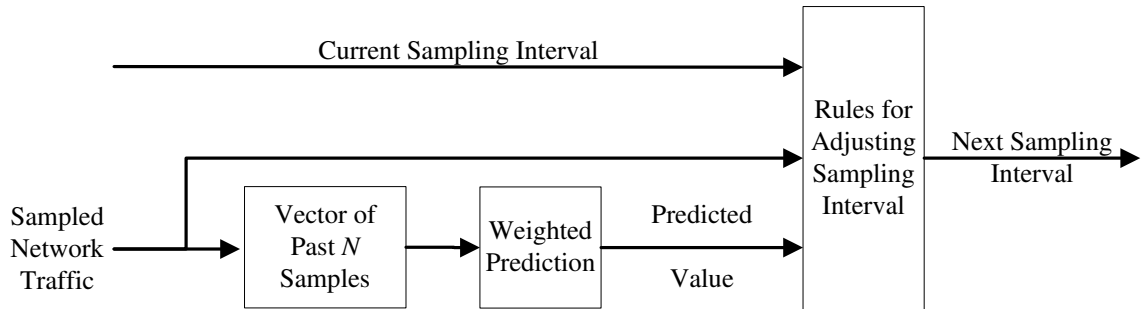 Current Sampling Interval
Rules for
Adjusting
Sampling
Interval
Next Sampling
Interval
Sampled
Network
Traffic
Vector of
Past N
Samples
Weighted
Prediction
Predicted
Value